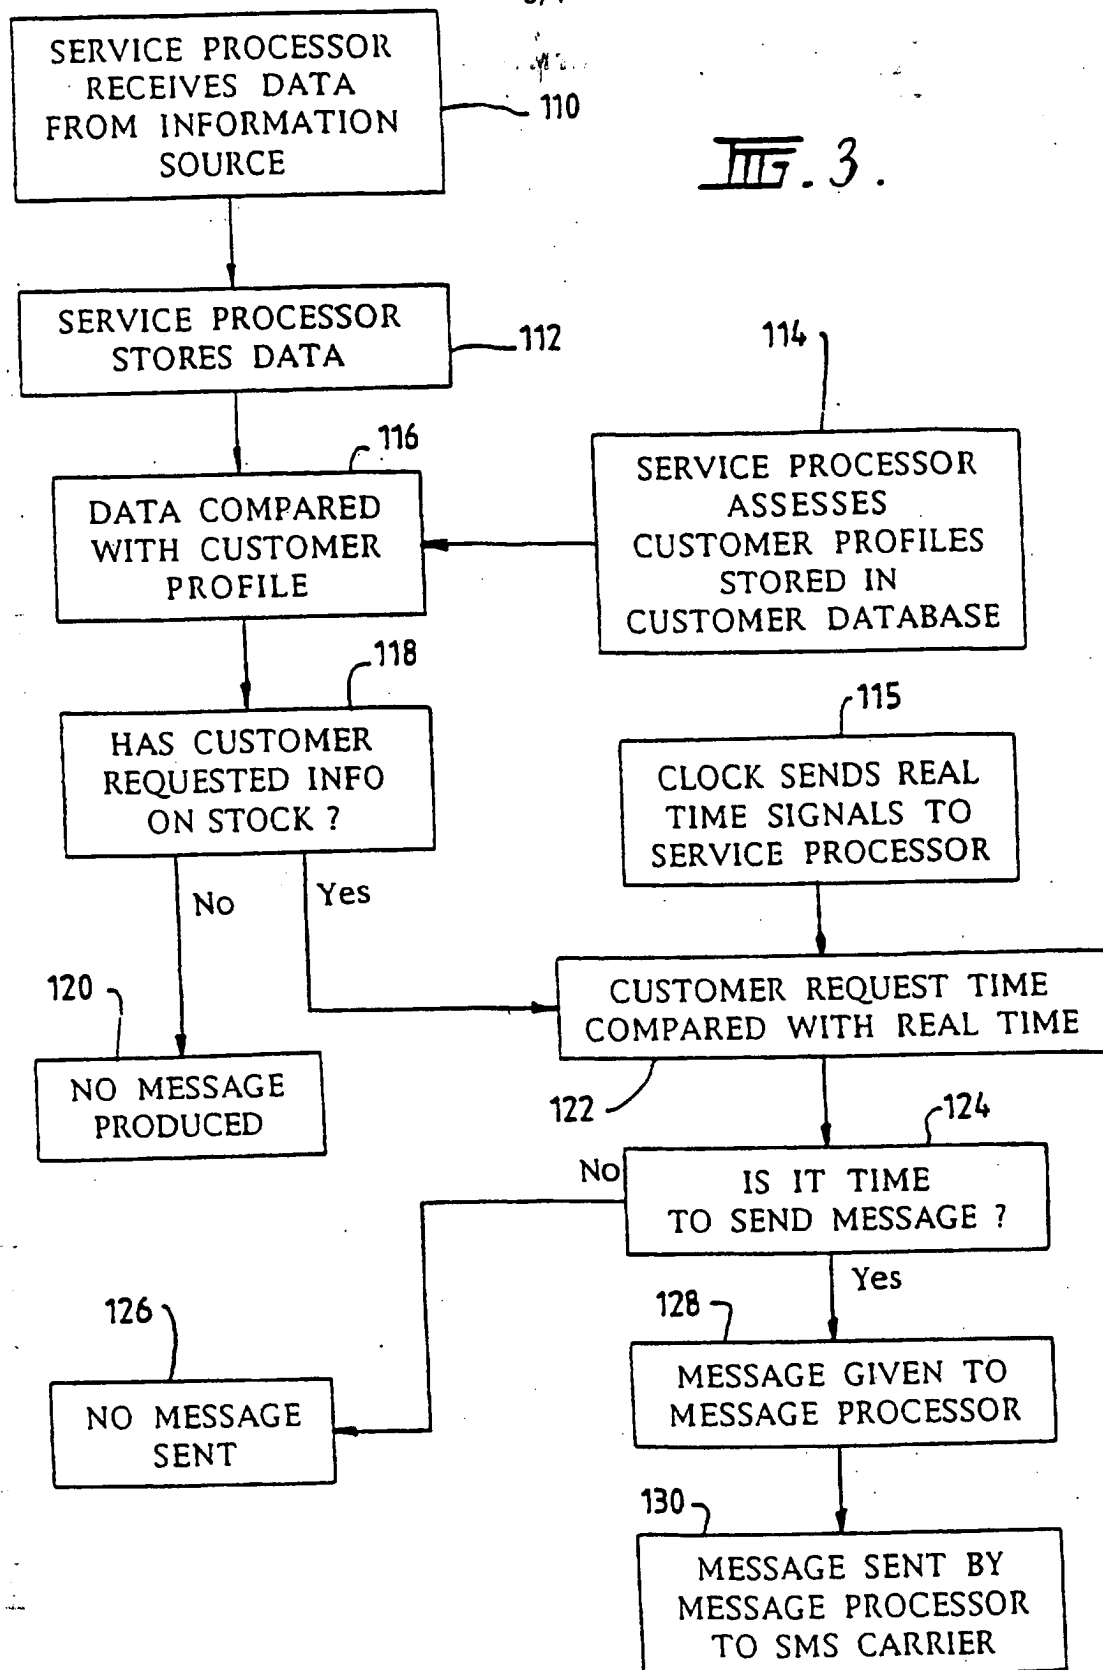 SERVICE PROCESSOR
RECEIVES DATA
FROM INFORMATION
SOURCE
110
FIG. 3.
SERVICE PROCESSOR
STORES DATA
112
114
116
DATA COMPARED
WITH CUSTOMER
PROFILE
SERVICE PROCESSOR
ASSESSES
CUSTOMER PROFILES
STORED IN
CUSTOMER DATABASE
118
HAS CUSTOMER
REQUESTED INFO
ON STOCK ?
115
CLOCK SENDS REAL
TIME SIGNALS TO
SERVICE PROCESSOR
No
Yes
120
NO MESSAGE
PRODUCED
CUSTOMER REQUEST TIME
COMPARED WITH REAL TIME
122
124
No
IS IT TIME
TO SEND MESSAGE ?
Yes
126
NO MESSAGE
SENT
128
MESSAGE GIVEN TO
MESSAGE PROCESSOR
130
MESSAGE SENT BY
MESSAGE PROCESSOR
TO SMS CARRIER